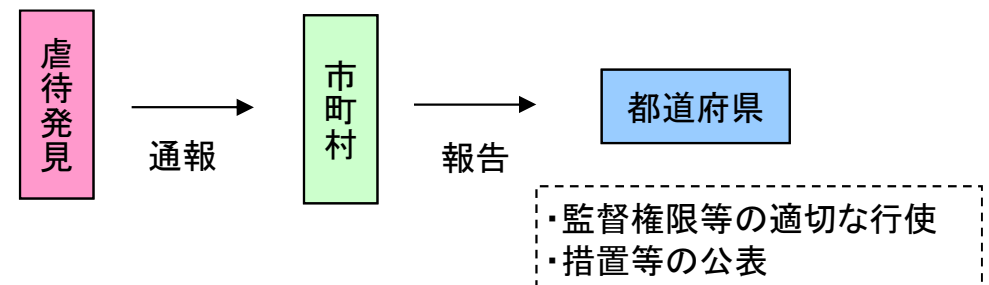 虐待発見
通報
市町村
報告
都道府県
・監督権限等の適切な行使
・措置等の公表